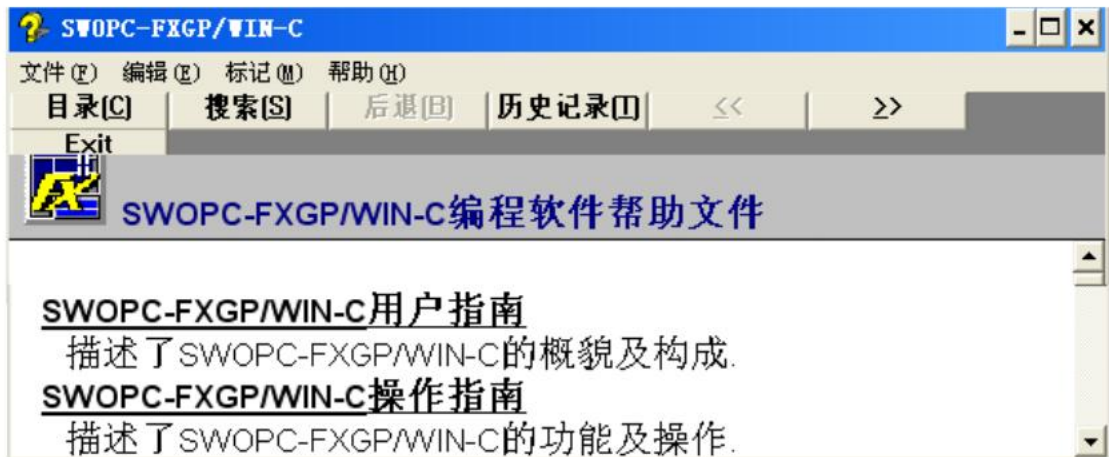 SWOPC-FXGP/WIN-C
文件(F) 编辑(E) 标记(M) 帮助(H)
目录(C) 搜索(S) 后退(B) 历史记录(T) << >>
Exit
SWOPC-FXGP/WIN-C编程软件帮助文件
SWOPC-FXGP/WIN-C用户指南
描述了SWOPC-FXGP/WIN-C的概貌及构成.
SWOPC-FXGP/WIN-C操作指南
描述了SWOPC-FXGP/WIN-C的功能及操作.